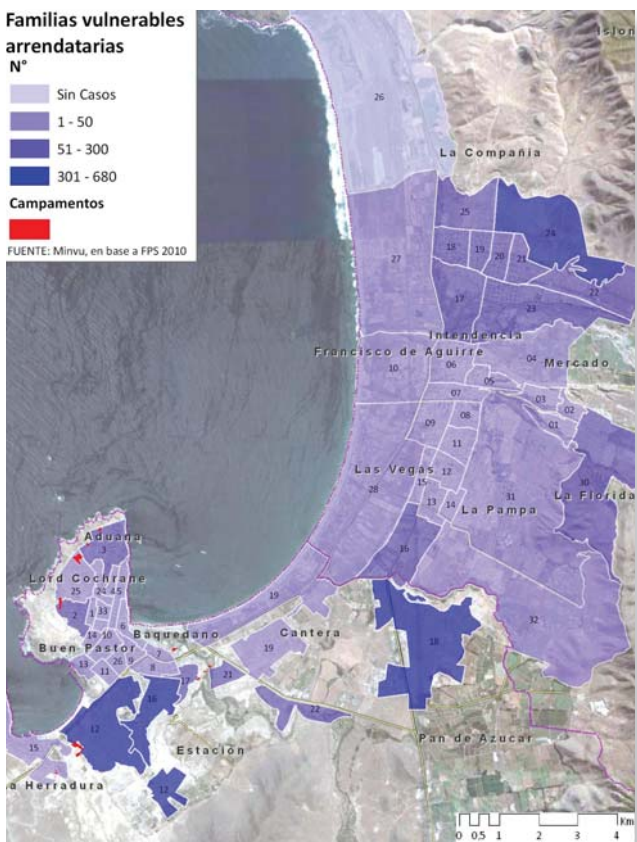 Familias vulnerables
arrendatarias
N°
Sin Casos
1 - 50
51 - 300
301 - 680
Campamentos
FUENTE: Minvu, en base a FPS 2010
Islon
26
La Compañia
25
24
18
19
20
21
27
22
17
23
Intendencia
Francisco de Aguirre
04
Mercado
10
06
05
07
03
02
09
08
01
11
Las Vegas
12
30
28
15
31
La Florida
13
14
La Pampa
16
Aduana
3
Lord Cochrane
25
24
45
19
32
2
1
33
Baquedano
Cantera
14
10
6
19
18
Buen Pastor
7
13
11
26
9
8
17
21
16
22
12
Estación
Pan de Azucar
15
a Herradura
12
Km
0 0,5 1 2 3 4